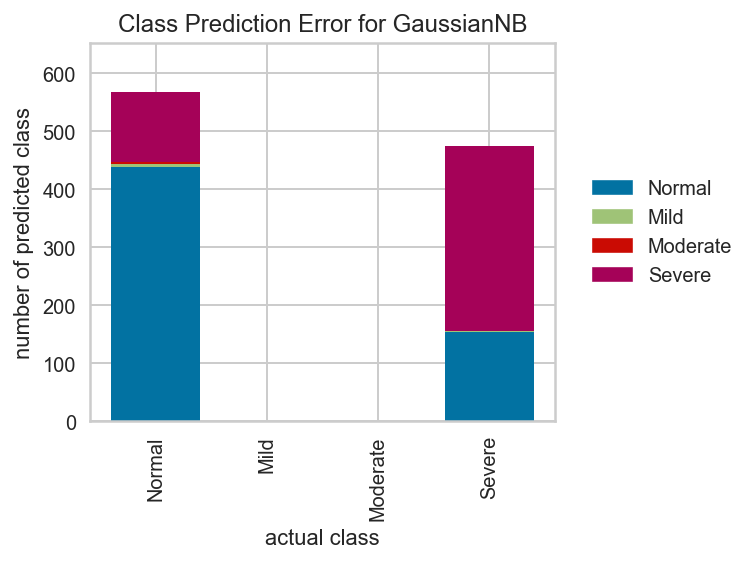 Class Prediction Error for GaussianNB
number of predicted class
600
500
400
300
200
100
0
Normal
Mild
Moderate
Severe
actual class
Normal
Mild
Moderate
Severe